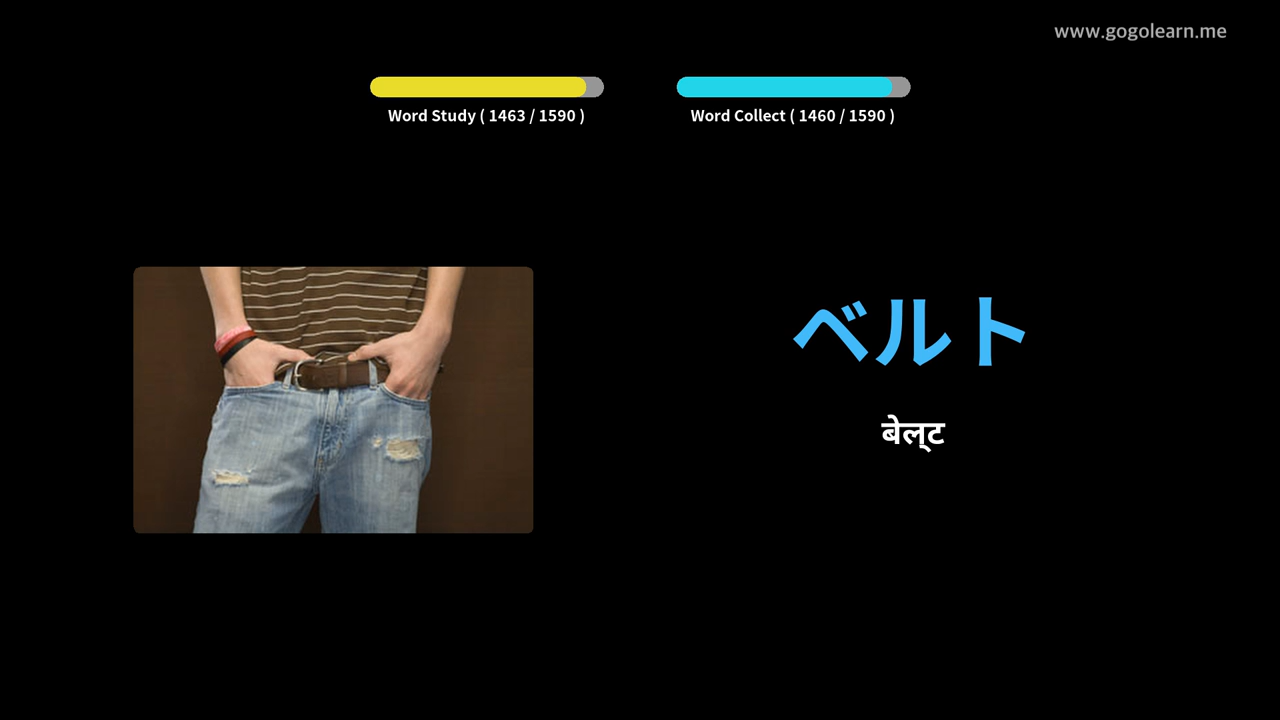 www.gogolearn.me
Word Study ( 1463 / 1590 )
Word Collect ( 1460 / 1590 )
ベルト
बेल्ट